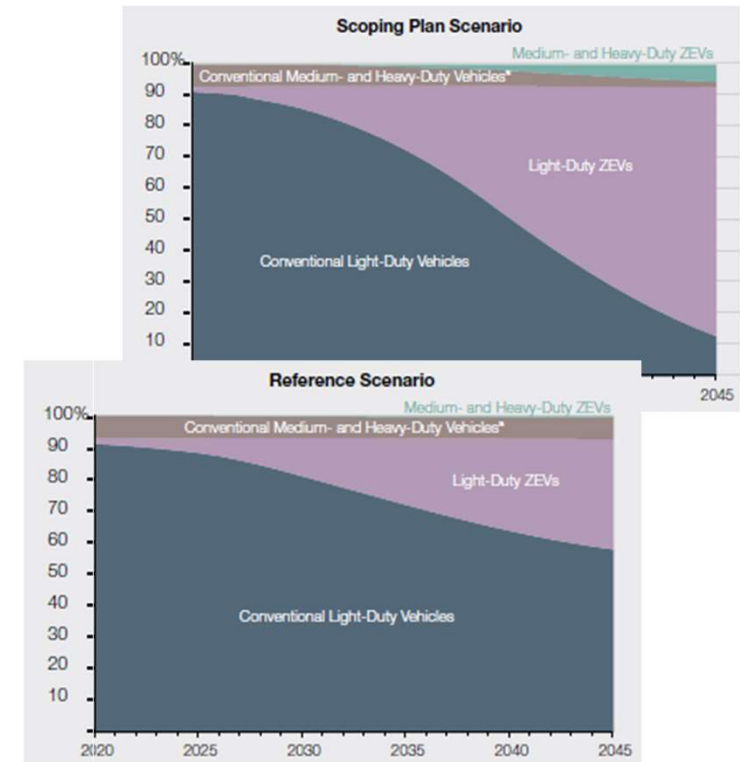 Scoping Plan Scenario
Medium- and Heavy-Duty ZEVs
100%
Conventional Medium- and Heavy-Duty Vehicles*
90
80
70
Light-Duty ZEVs
60
50
40
Conventional Light-Duty Vehicles
30
20
10
2045
Reference Scenario
Medium- and Heavy-Duty ZEVs
100%
Conventional Medium- and Heavy-Duty Vehicles*
90
80
Light-Duty ZEVs
70
60
50
40
Conventional Light-Duty Vehicles
30
20
10
2020 2025 2030 2035 2040 2045